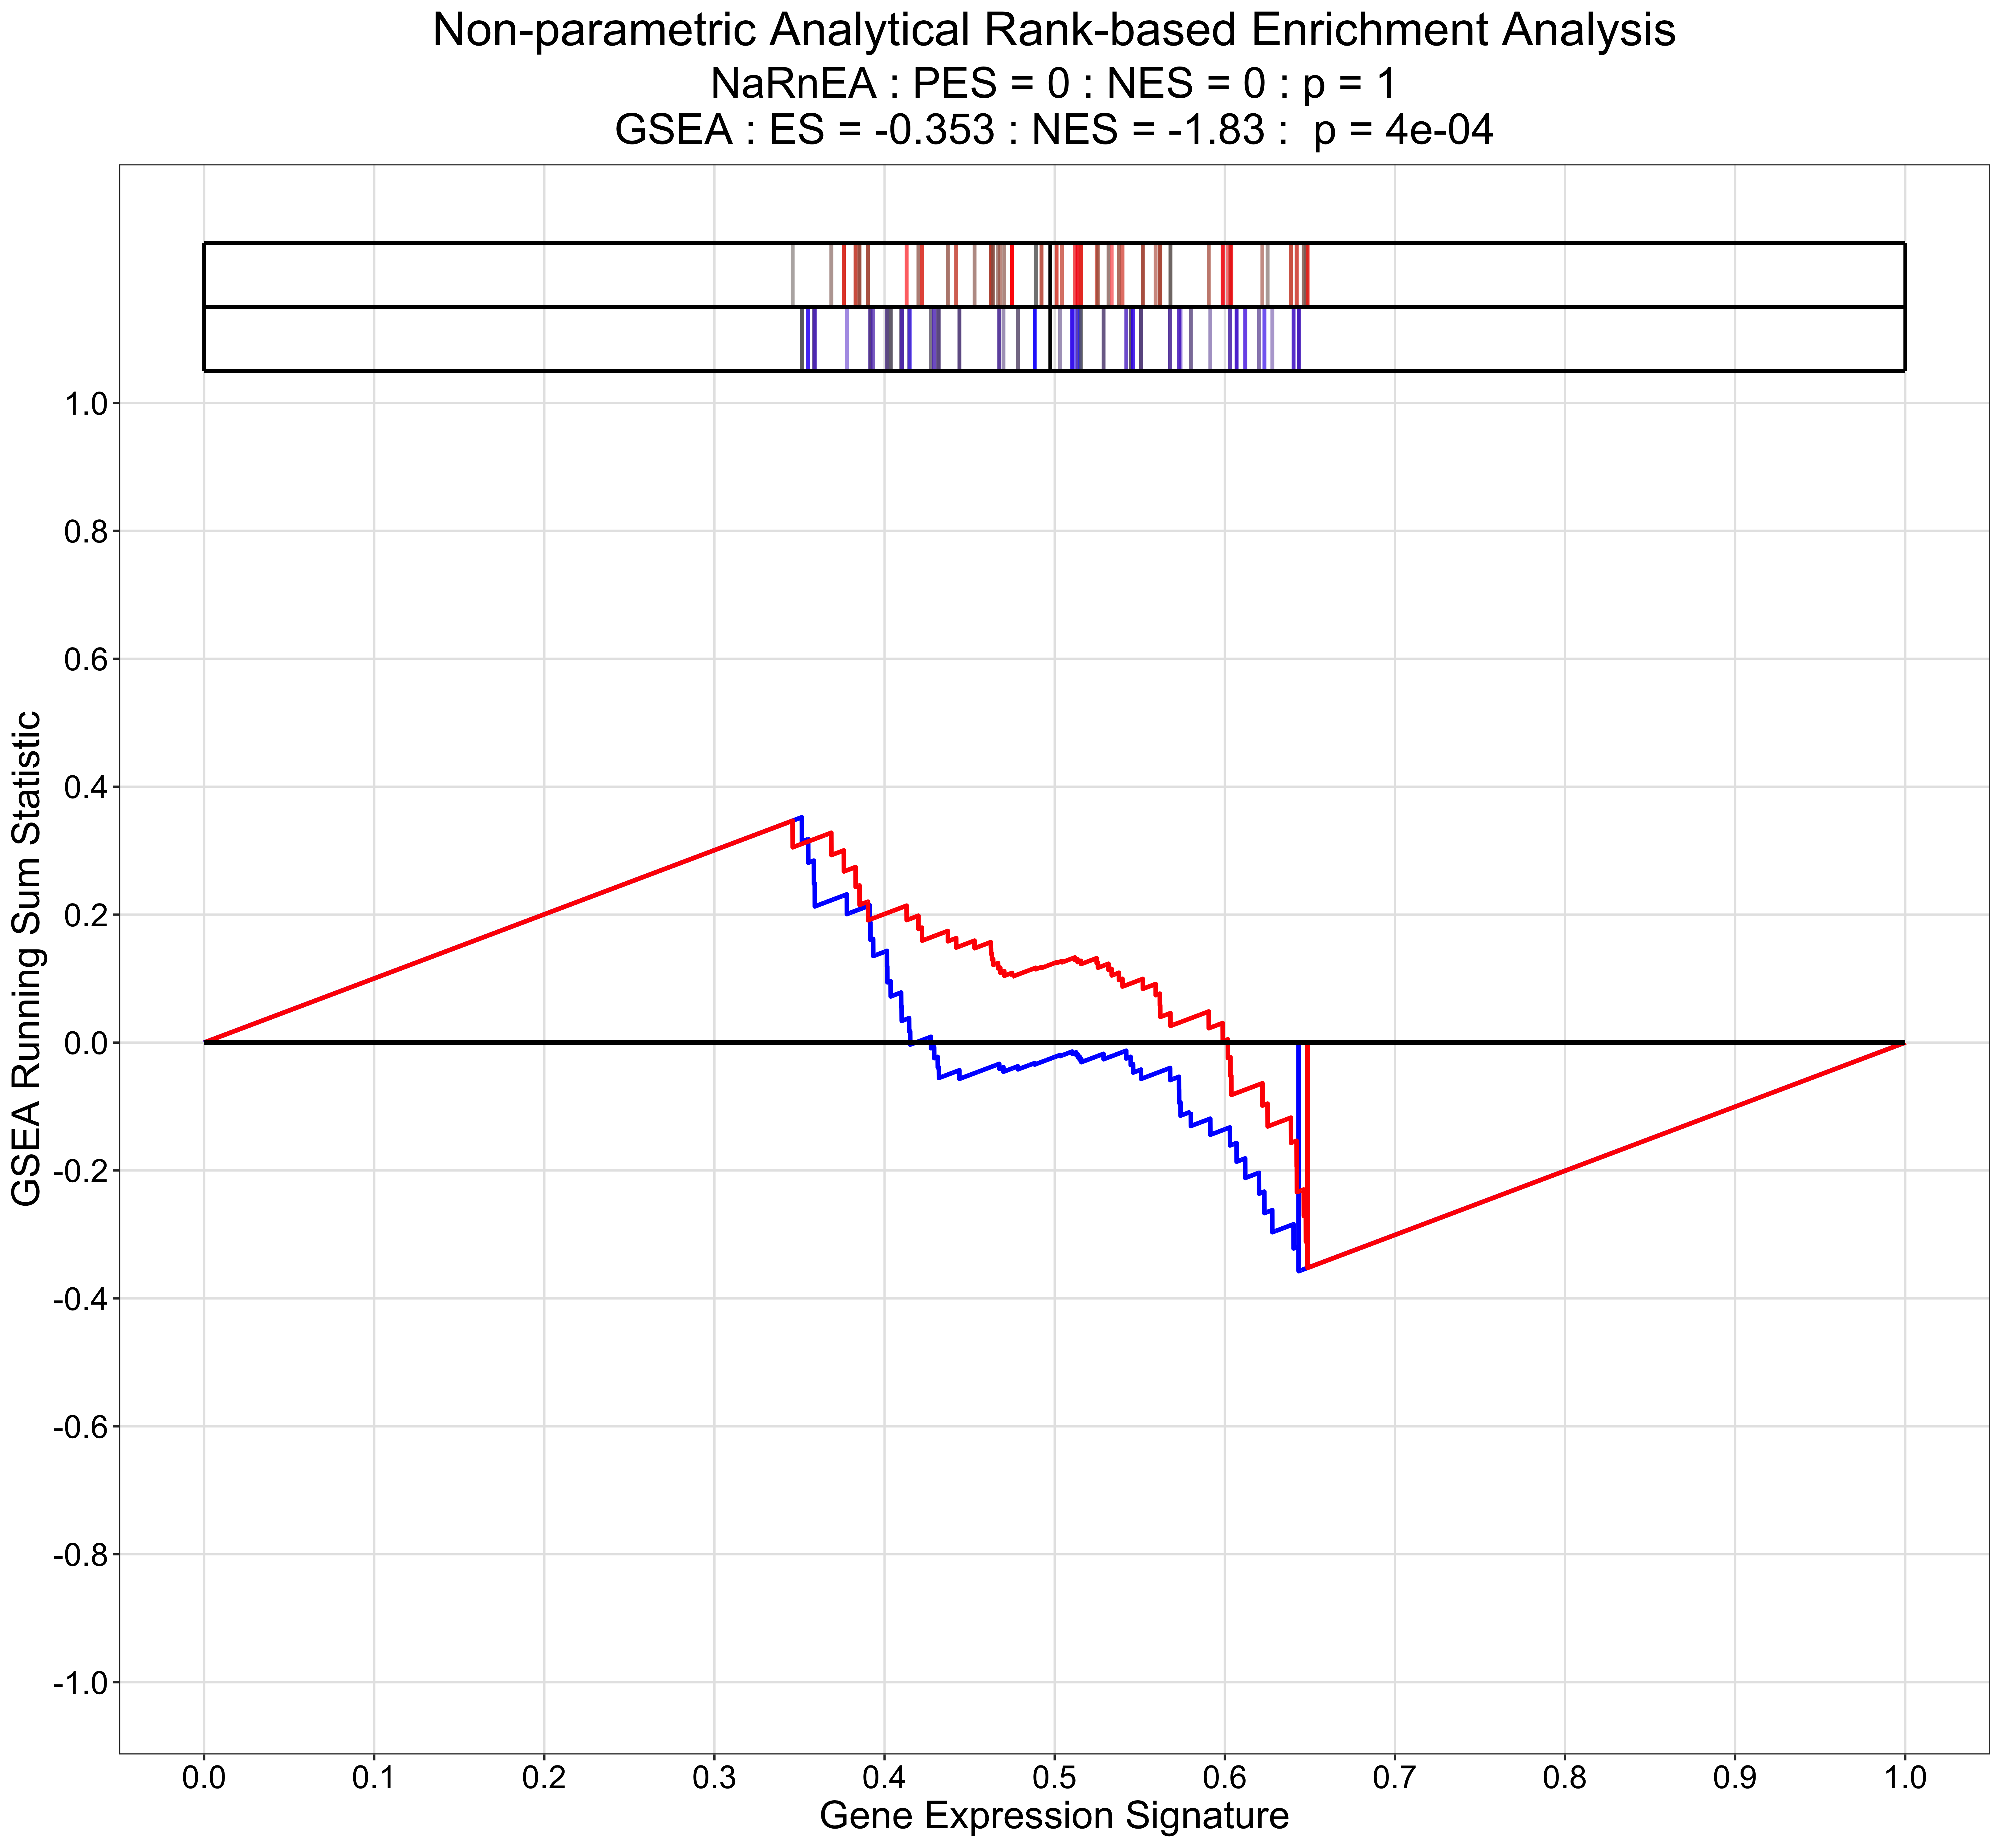 Non-parametric Analytical Rank-based Enrichment Analysis
NaRnEA : PES = 0 : NES = 0 : p = 1
GSEA : ES = -0.353 : NES = -1.83 :  p = 4e-04
1.0
0.8
0.6
0.4
0.2
0.0
-0.2
-0.4
-0.6
-0.8
-1.0
GSEA Running Sum Statistic
0.0 0.1 0.2 0.3 0.4 0.5 0.6 0.7 0.8 0.9 1.0
Gene Expression Signature